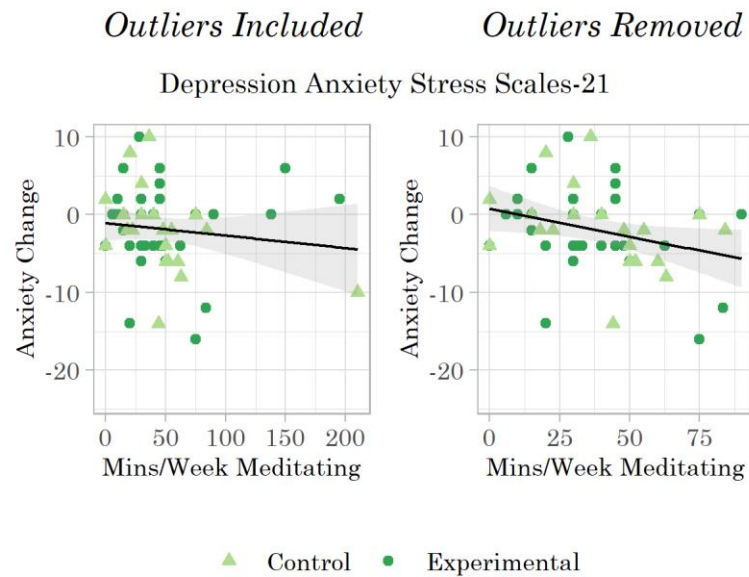 Outliers Included
Outliers Removed
Depression Anxiety Stress Scales-21
Anxiety Change
10
0
-10
-20
0 50 100 150 200
Mins/Week Meditating
Anxiety Change
10
0
-10
-20
0 25 50 75
Mins/Week Meditating
Control
Experimental